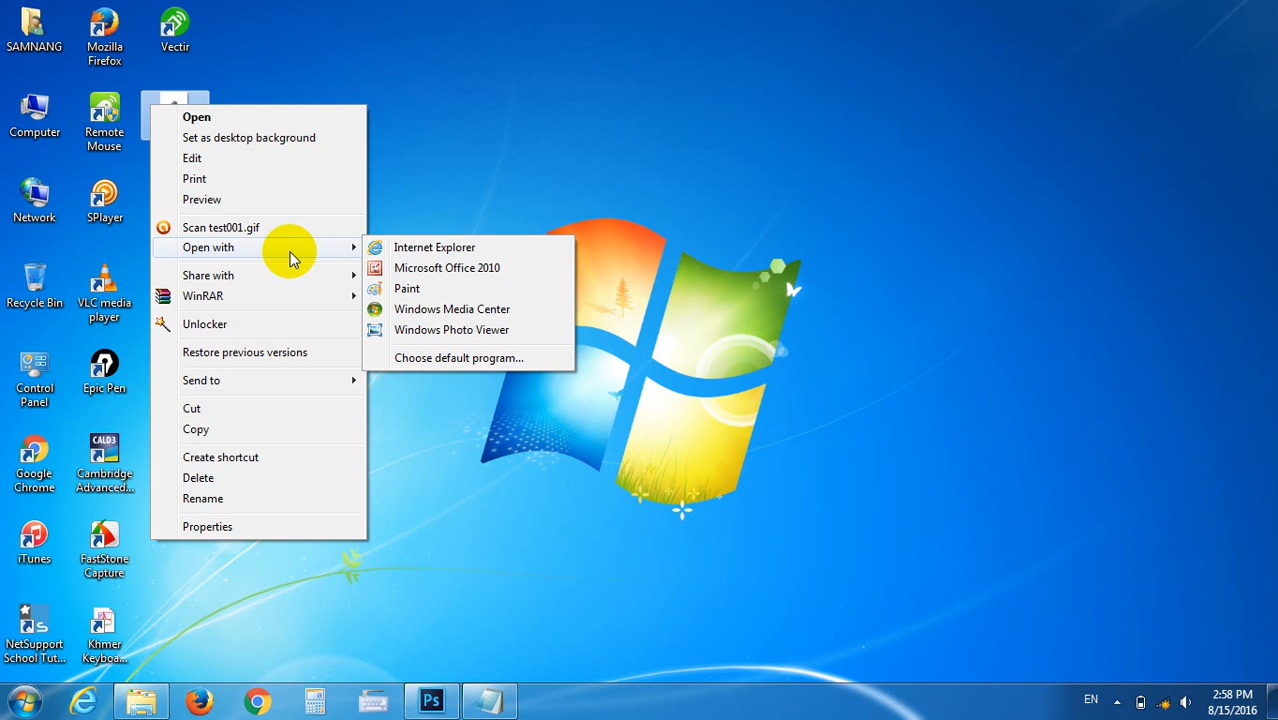 SAMNANG
Mozilla
Firefox
Vectir
Computer
Remote
Mouse
Network
SPlayer
Recycle Bin
VLC media
player
Control
Panel
Epic Pen
Google
Chrome
CALD3
Cambridge
Advanced...
iTunes
FastStone
Capture
NetSupport
School Tut...
Khmer
Keyboa...
Open
Set as desktop background
Edit
Print
Preview
Scan test001.gif
Open with
Share with
WinRAR
Unlocker
Restore previous versions
Send to
Cut
Copy
Create shortcut
Delete
Rename
Properties
Internet Explorer
Microsoft Office 2010
Paint
Windows Media Center
Windows Photo Viewer
Choose default program...
Ps
EN
2:58 PM
8/15/2016